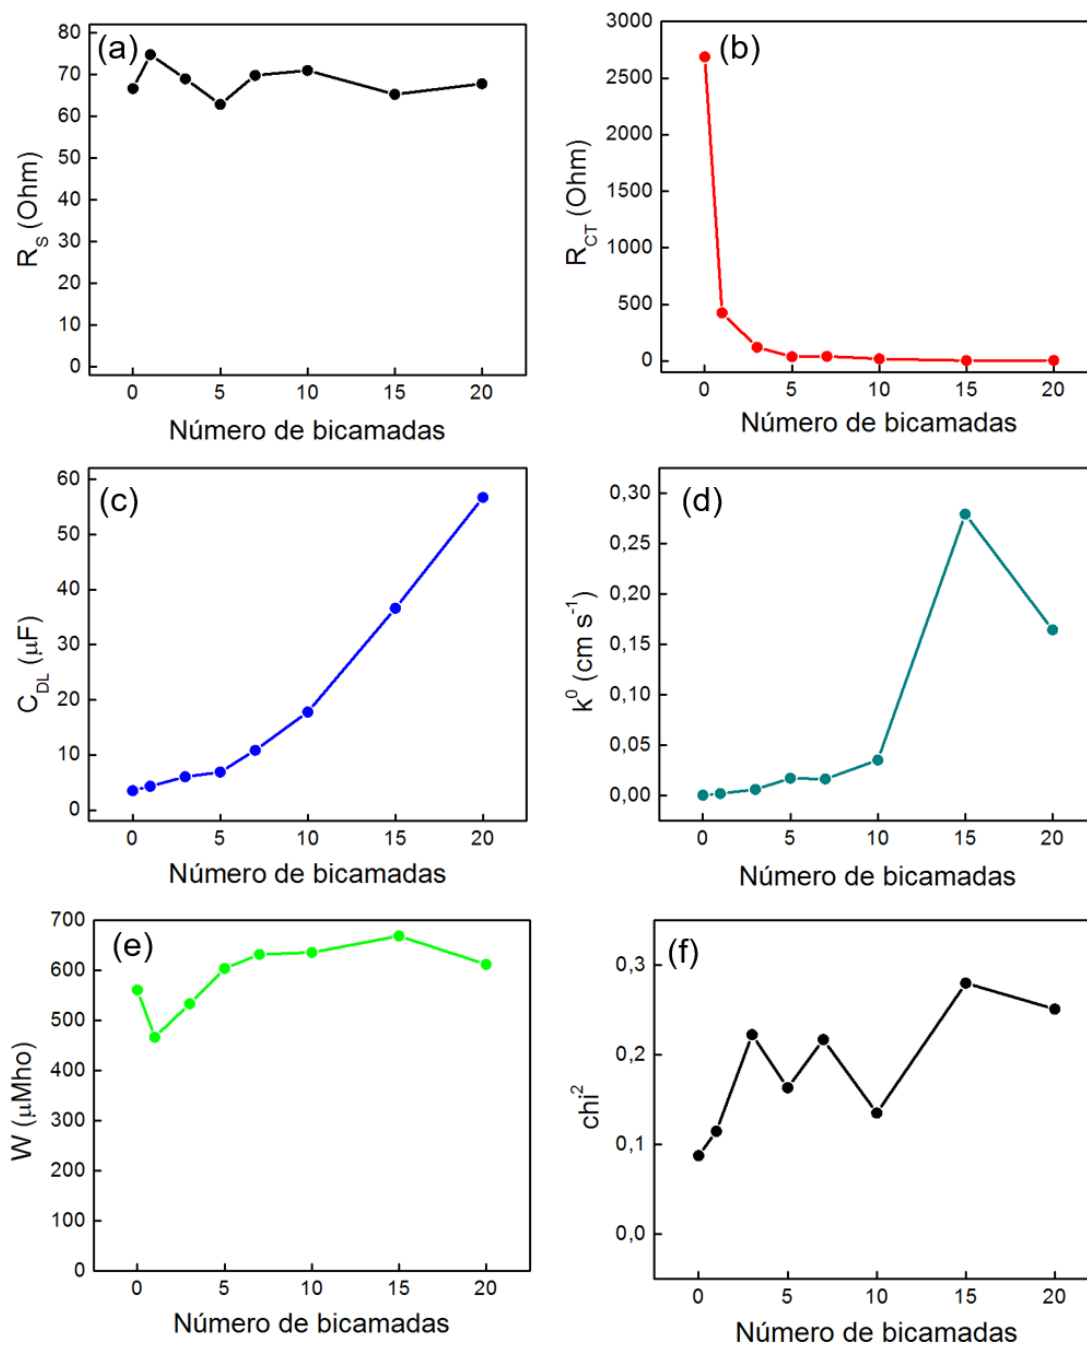 (a)
R_S (Ohm)
80
70
60
50
40
30
20
10
0
0 5 10 15 20
Número de bicamadas
(b)
R_CT (Ohm)
3000
2500
2000
1500
1000
500
0
0 5 10 15 20
Número de bicamadas
(c)
C_DL (μF)
60
50
40
30
20
10
0
0 5 10 15 20
Número de bicamadas
(d)
k⁰ (cm s⁻¹)
0,30
0,25
0,20
0,15
0,10
0,05
0,00
0 5 10 15 20
Número de bicamadas
(e)
W (μMho)
700
600
500
400
300
200
100
0
0 5 10 15 20
Número de bicamadas
(f)
chi²
0,3
0,2
0,1
0,0
0 5 10 15 20
Número de bicamadas